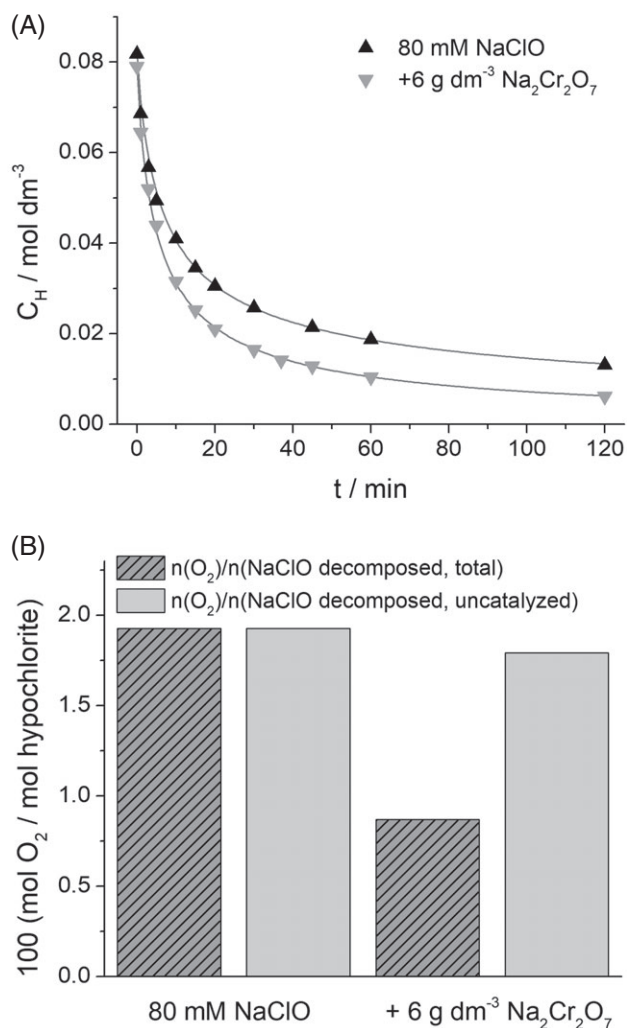 (A)
80 mM NaClO
+6 g dm⁻³ Na₂Cr₂O₇
0.08
0.06
0.04
0.02
0.00
C_H / mol dm⁻³
0 20 40 60 80 100 120
t / min
(B)
n(O₂)/n(NaClO decomposed, total)
n(O₂)/n(NaClO decomposed, uncatalyzed)
2.0
1.5
1.0
0.5
0.0
100 (mol O₂ / mol hypochlorite)
80 mM NaClO + 6 g dm⁻³ Na₂Cr₂O₇